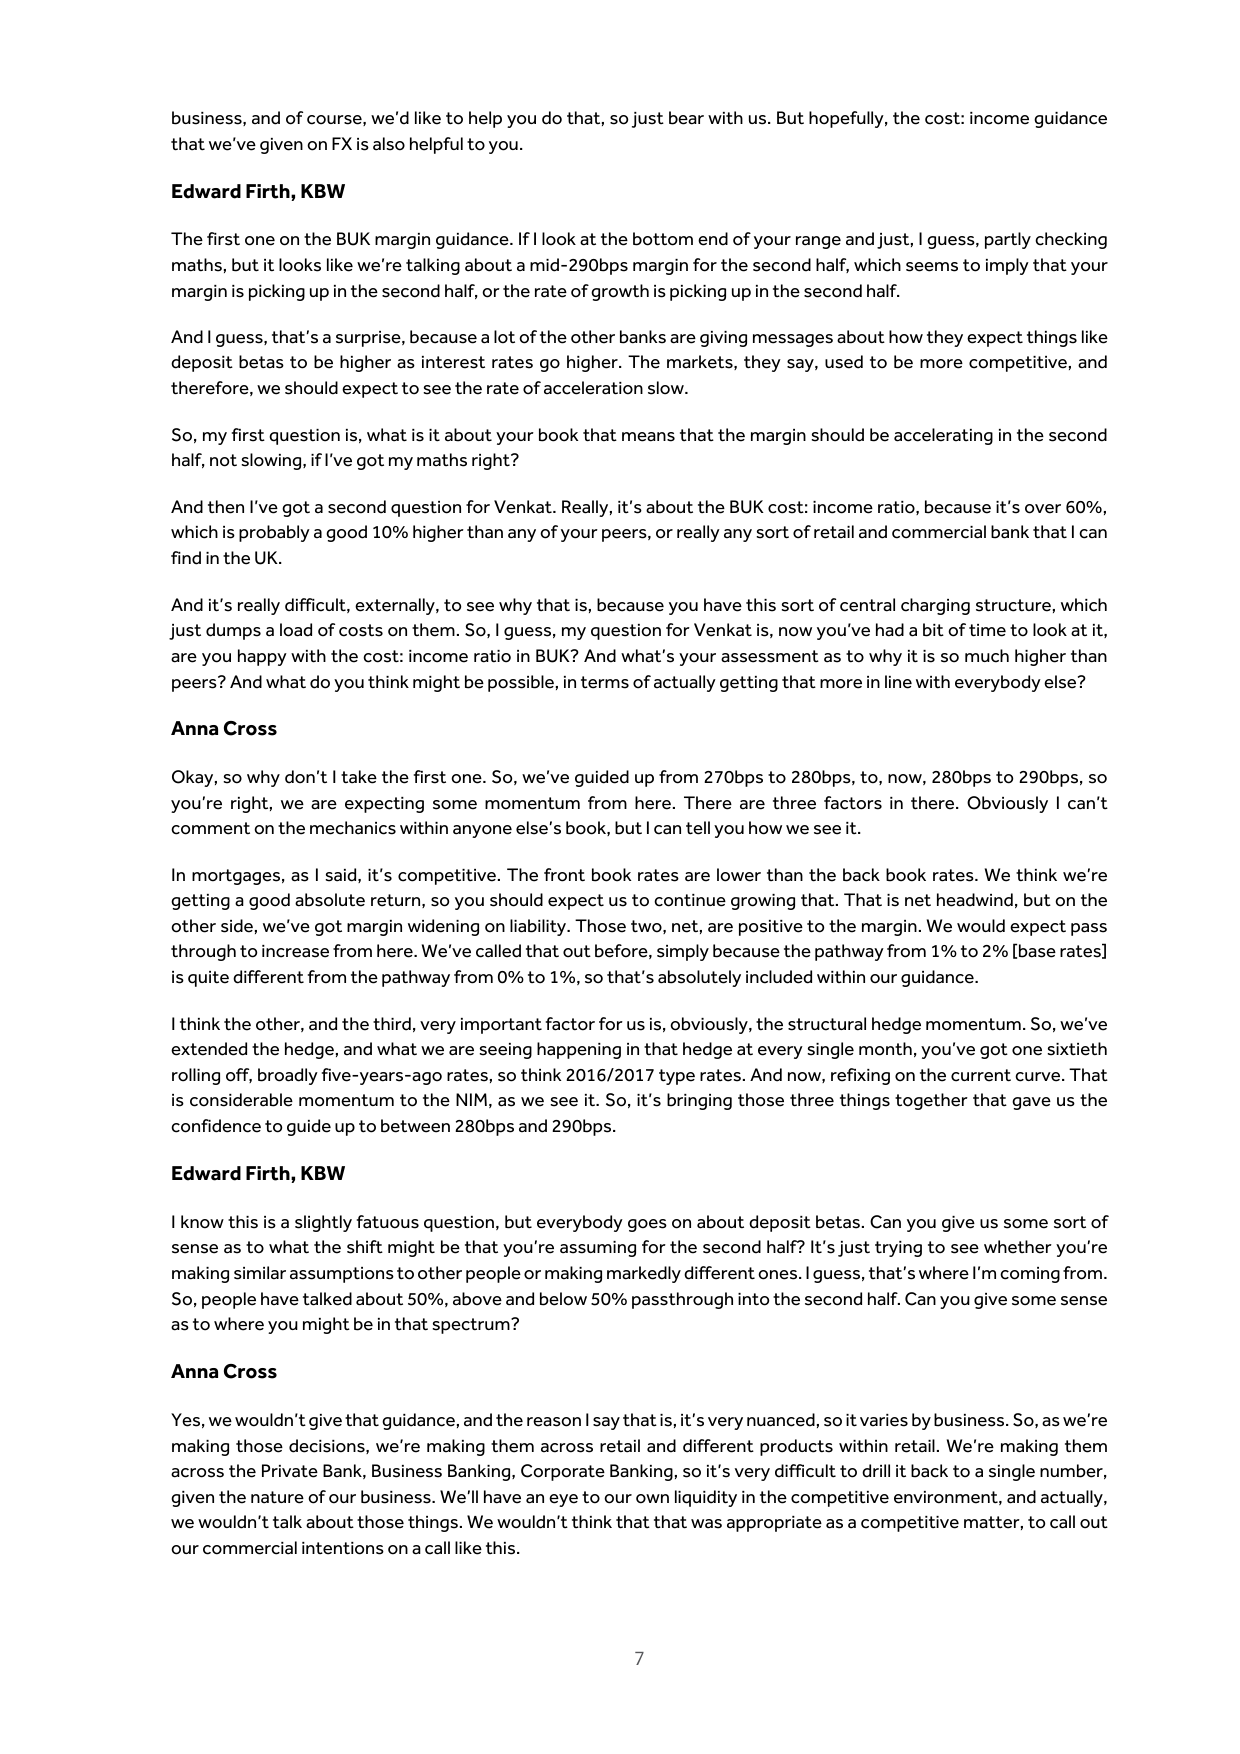 business, and of course, we’d like to help you do that, so just bear with us. But hopefully, the cost: income guidance
that we’ve given on FX is also helpful to you.
Edward Firth, KBW
The first one on the BUK margin guidance. If I look at the bottom end of your range and just, I guess, partly checking
maths, but it looks like we’re talking about a mid-290bps margin for the second half, which seems to imply that your
margin is picking up in the second half, or the rate of growth is picking up in the second half.
And I guess, that’s a surprise, because a lot of the other banks are giving messages about how they expect things like
deposit betas to be higher as interest rates go higher. The markets, they say, used to be more competitive, and
therefore, we should expect to see the rate of acceleration slow.
So, my first question is, what is it about your book that means that the margin should be accelerating in the second
half, not slowing, if I’ve got my maths right?
And then I’ve got a second question for Venkat. Really, it’s about the BUK cost: income ratio, because it’s over 60%,
which is probably a good 10% higher than any of your peers, or really any sort of retail and commercial bank that I can
find in the UK.
And it’s really difficult, externally, to see why that is, because you have this sort of central charging structure, which
just dumps a load of costs on them. So, I guess, my question for Venkat is, now you’ve had a bit of time to look at it,
are you happy with the cost: income ratio in BUK? And what’s your assessment as to why it is so much higher than
peers? And what do you think might be possible, in terms of actually getting that more in line with everybody else?
Anna Cross
Okay, so why don’t I take the first one. So, we’ve guided up from 270bps to 280bps, to, now, 280bps to 290bps, so
you’re right, we are expecting some momentum from here. There are three factors in there. Obviously I can’t
comment on the mechanics within anyone else’s book, but I can tell you how we see it.
In mortgages, as I said, it’s competitive. The front book rates are lower than the back book rates. We think we’re
getting a good absolute return, so you should expect us to continue growing that. That is net headwind, but on the
other side, we’ve got margin widening on liability. Those two, net, are positive to the margin. We would expect pass
through to increase from here. We’ve called that out before, simply because the pathway from 1% to 2% [base rates]
is quite different from the pathway from 0% to 1%, so that’s absolutely included within our guidance.
I think the other, and the third, very important factor for us is, obviously, the structural hedge momentum. So, we’ve
extended the hedge, and what we are seeing happening in that hedge at every single month, you’ve got one sixtieth
rolling off, broadly five-years-ago rates, so think 2016/2017 type rates. And now, refixing on the current curve. That
is considerable momentum to the NIM, as we see it. So, it’s bringing those three things together that gave us the
confidence to guide up to between 280bps and 290bps.
Edward Firth, KBW
I know this is a slightly fatuous question, but everybody goes on about deposit betas. Can you give us some sort of
sense as to what the shift might be that you’re assuming for the second half? It’s just trying to see whether you’re
making similar assumptions to other people or making markedly different ones. I guess, that’s where I’m coming from.
So, people have talked about 50%, above and below 50% passthrough into the second half. Can you give some sense
as to where you might be in that spectrum?
Anna Cross
Yes, we wouldn’t give that guidance, and the reason I say that is, it’s very nuanced, so it varies by business. So, as we’re
making those decisions, we’re making them across retail and different products within retail. We’re making them
across the Private Bank, Business Banking, Corporate Banking, so it’s very difficult to drill it back to a single number,
given the nature of our business. We’ll have an eye to our own liquidity in the competitive environment, and actually,
we wouldn’t talk about those things. We wouldn’t think that that was appropriate as a competitive matter, to call out
our commercial intentions on a call like this.
7